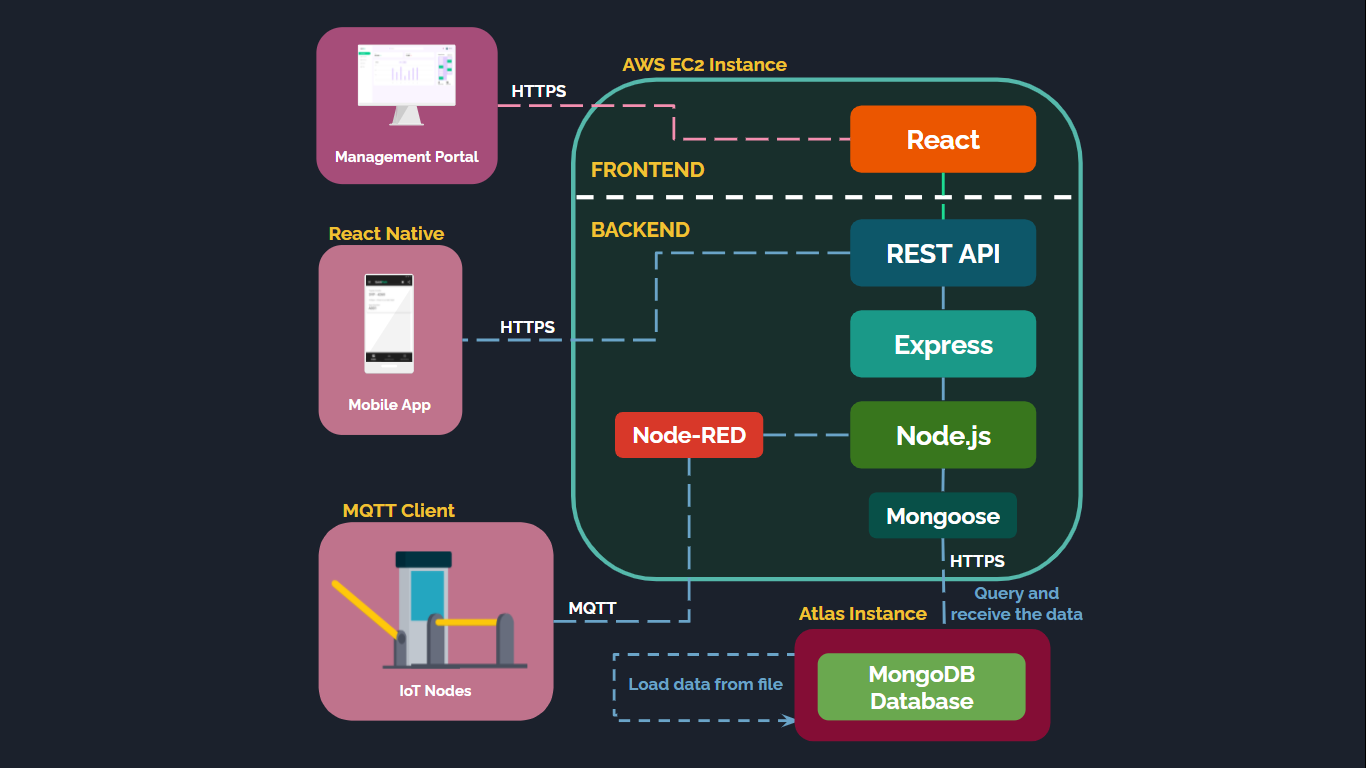 AWS EC2 Instance
HTTPS
React
Management Portal
FRONTEND
BACKEND
React Native
REST API
HTTPS
Express
Mobile App
Node-RED
Node.js
MQTT Client
Mongoose
HTTPS
Query and
receive the data
MQTT
Atlas Instance
IoT Nodes
Load data from file
MongoDB
Database